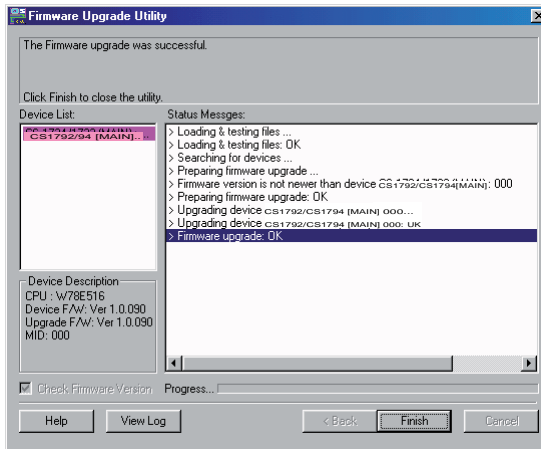 Firmware Upgrade Utility
The Firmware upgrade was successful.
Click Finish to close the utility.
Device List:
CS1792/94 [MAIN]..
Status Messges:
> Loading & testing files ...
> Loading & testing files: OK
> Searching for devices ...
> Preparing firmware upgrade ...
> Firmware version is not newer than device CS1792/CS1794[MAIN]: 000
> Preparing firmware upgrade: OK
> Upgrading device CS1792/CS1794 [MAIN] 000...
> Upgrading device CS1792/CS1794 [MAIN] 000: OK
> Firmware upgrade: OK
Device Description
CPU : W78E516
Device F/W: Ver 1.0.090
Upgrade F/W: Ver 1.0.090
MID: 000
Check Firmware Version
Progress...
Help
View Log
< Back
Finish
Cancel